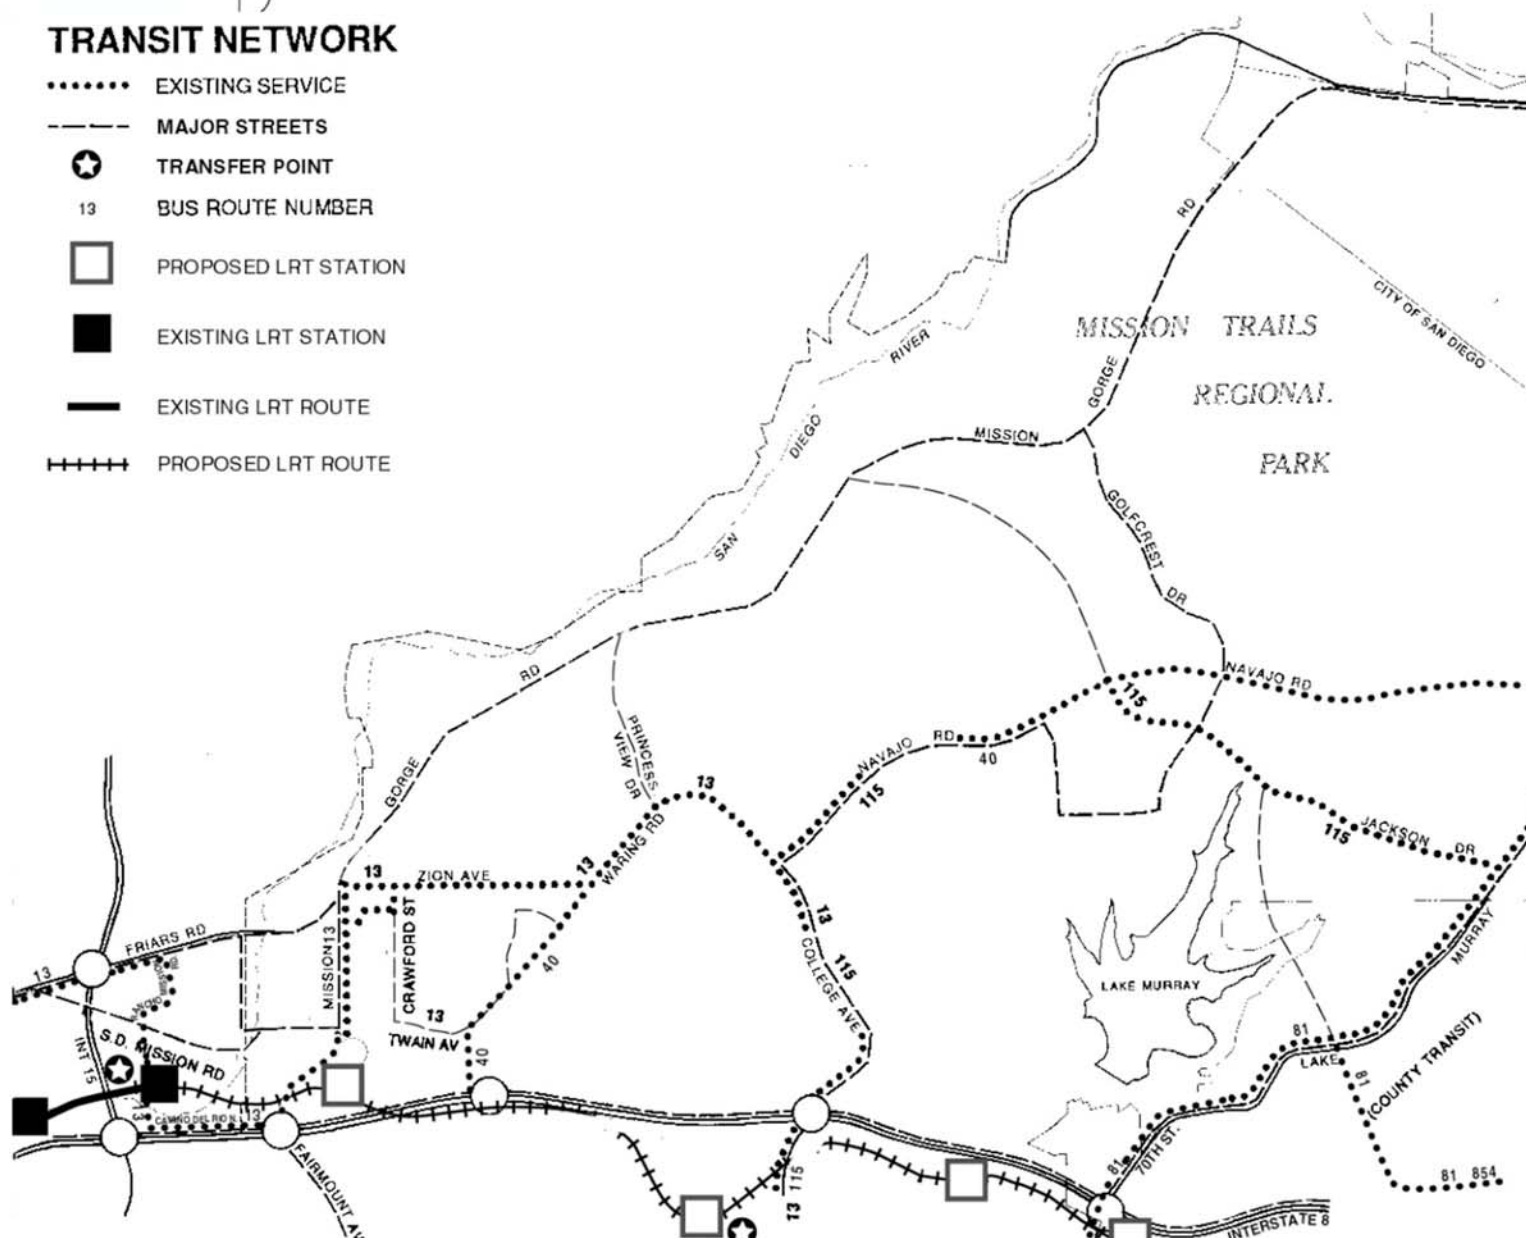 TRANSIT NETWORK
EXISTING SERVICE
MAJOR STREETS
TRANSFER POINT
13 BUS ROUTE NUMBER
PROPOSED LRT STATION
EXISTING LRT STATION
EXISTING LRT ROUTE
PROPOSED LRT ROUTE
RD
CITY OF SAN DIEGO
MISSION TRAILS
REGIONAL
PARK
RIVER
GORGE
DIEGO
MISSION
SAN
GOLFCREST
DR
NAVAJO RD
115
RD
PRINCESS
VIEW DR
NAVAJO RD
40
GORGE
13
115
WARING RD
13
JACKSON DR
115
13
ZION AVE
13
CRAWFORD ST
MISSION
13
FRIARS RD
13
40
COLLEGE AVE
115
MURRAY
LAKE MURRAY
13
TWAIN AV
40
S.D. MISSION RD
INT 15
81
LAKE
81
(COUNTY TRANSIT)
CAMINO DEL RIO N.
13
FAIRMOUNT AV
13 115
81
70TH ST.
81 854
INTERSTATE 8